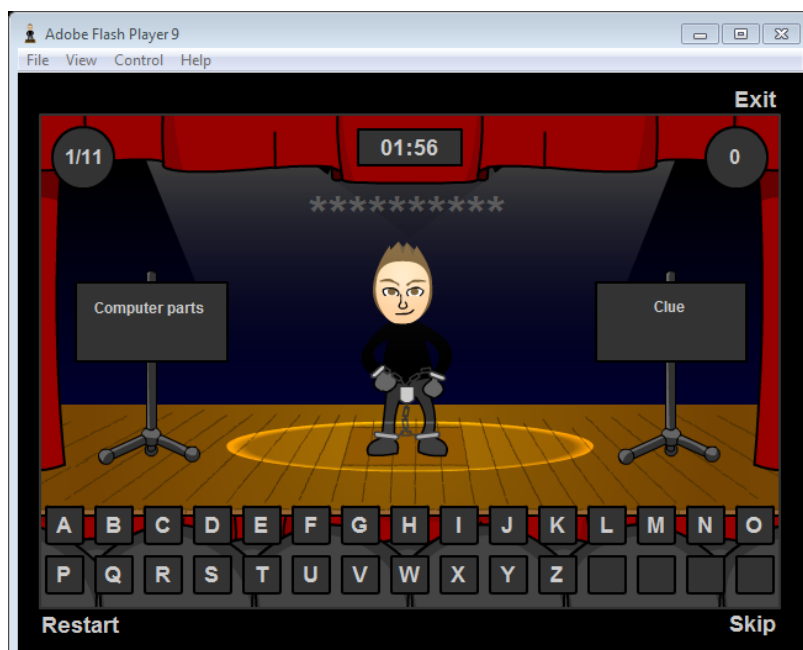 Adobe Flash Player 9
File View Control Help
Exit
1/11
01:56
0
**********
Computer parts
Clue
A B C D E F G H I J K L M N O
P Q R S T U V W X Y Z
Restart
Skip